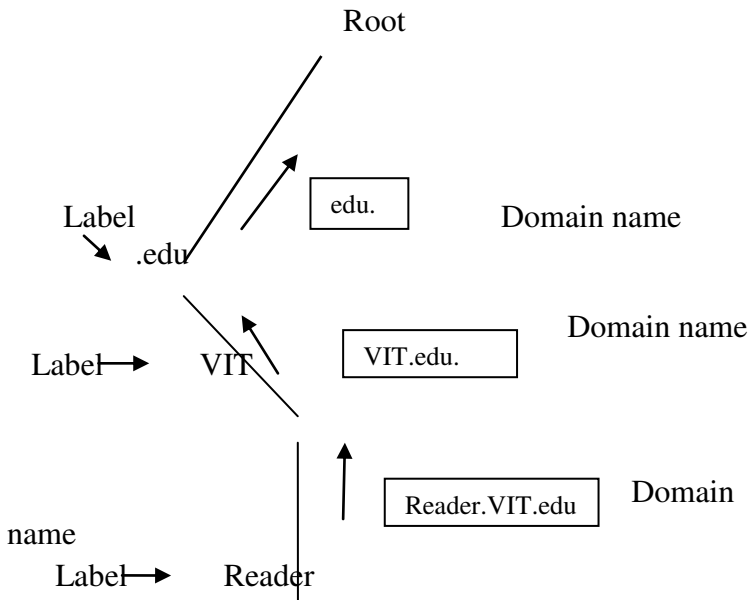 Root
Label
edu.
Domain name
.edu
Domain name
Label
VIT
VIT.edu.
Reader.VIT.edu
Domain
name
Label
Reader